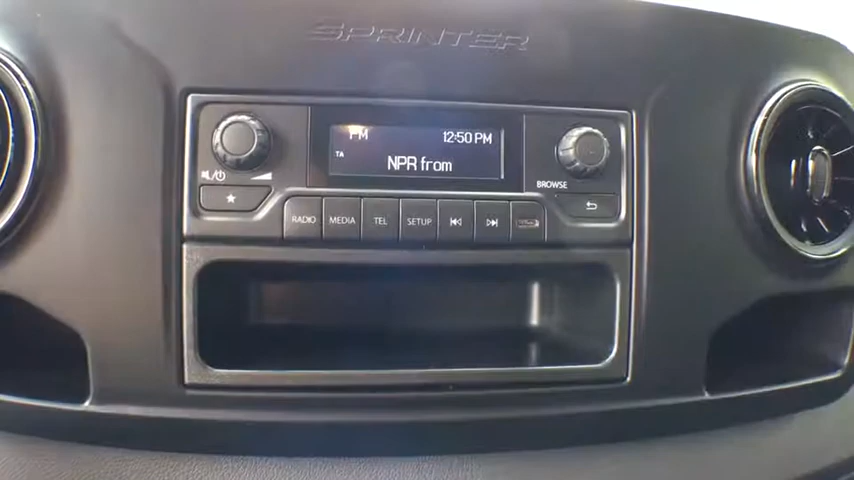 SPRINTER
FM 12:50 PM
TA
NPR from
BROWSE
RADIO MEDIA TEL SETUP